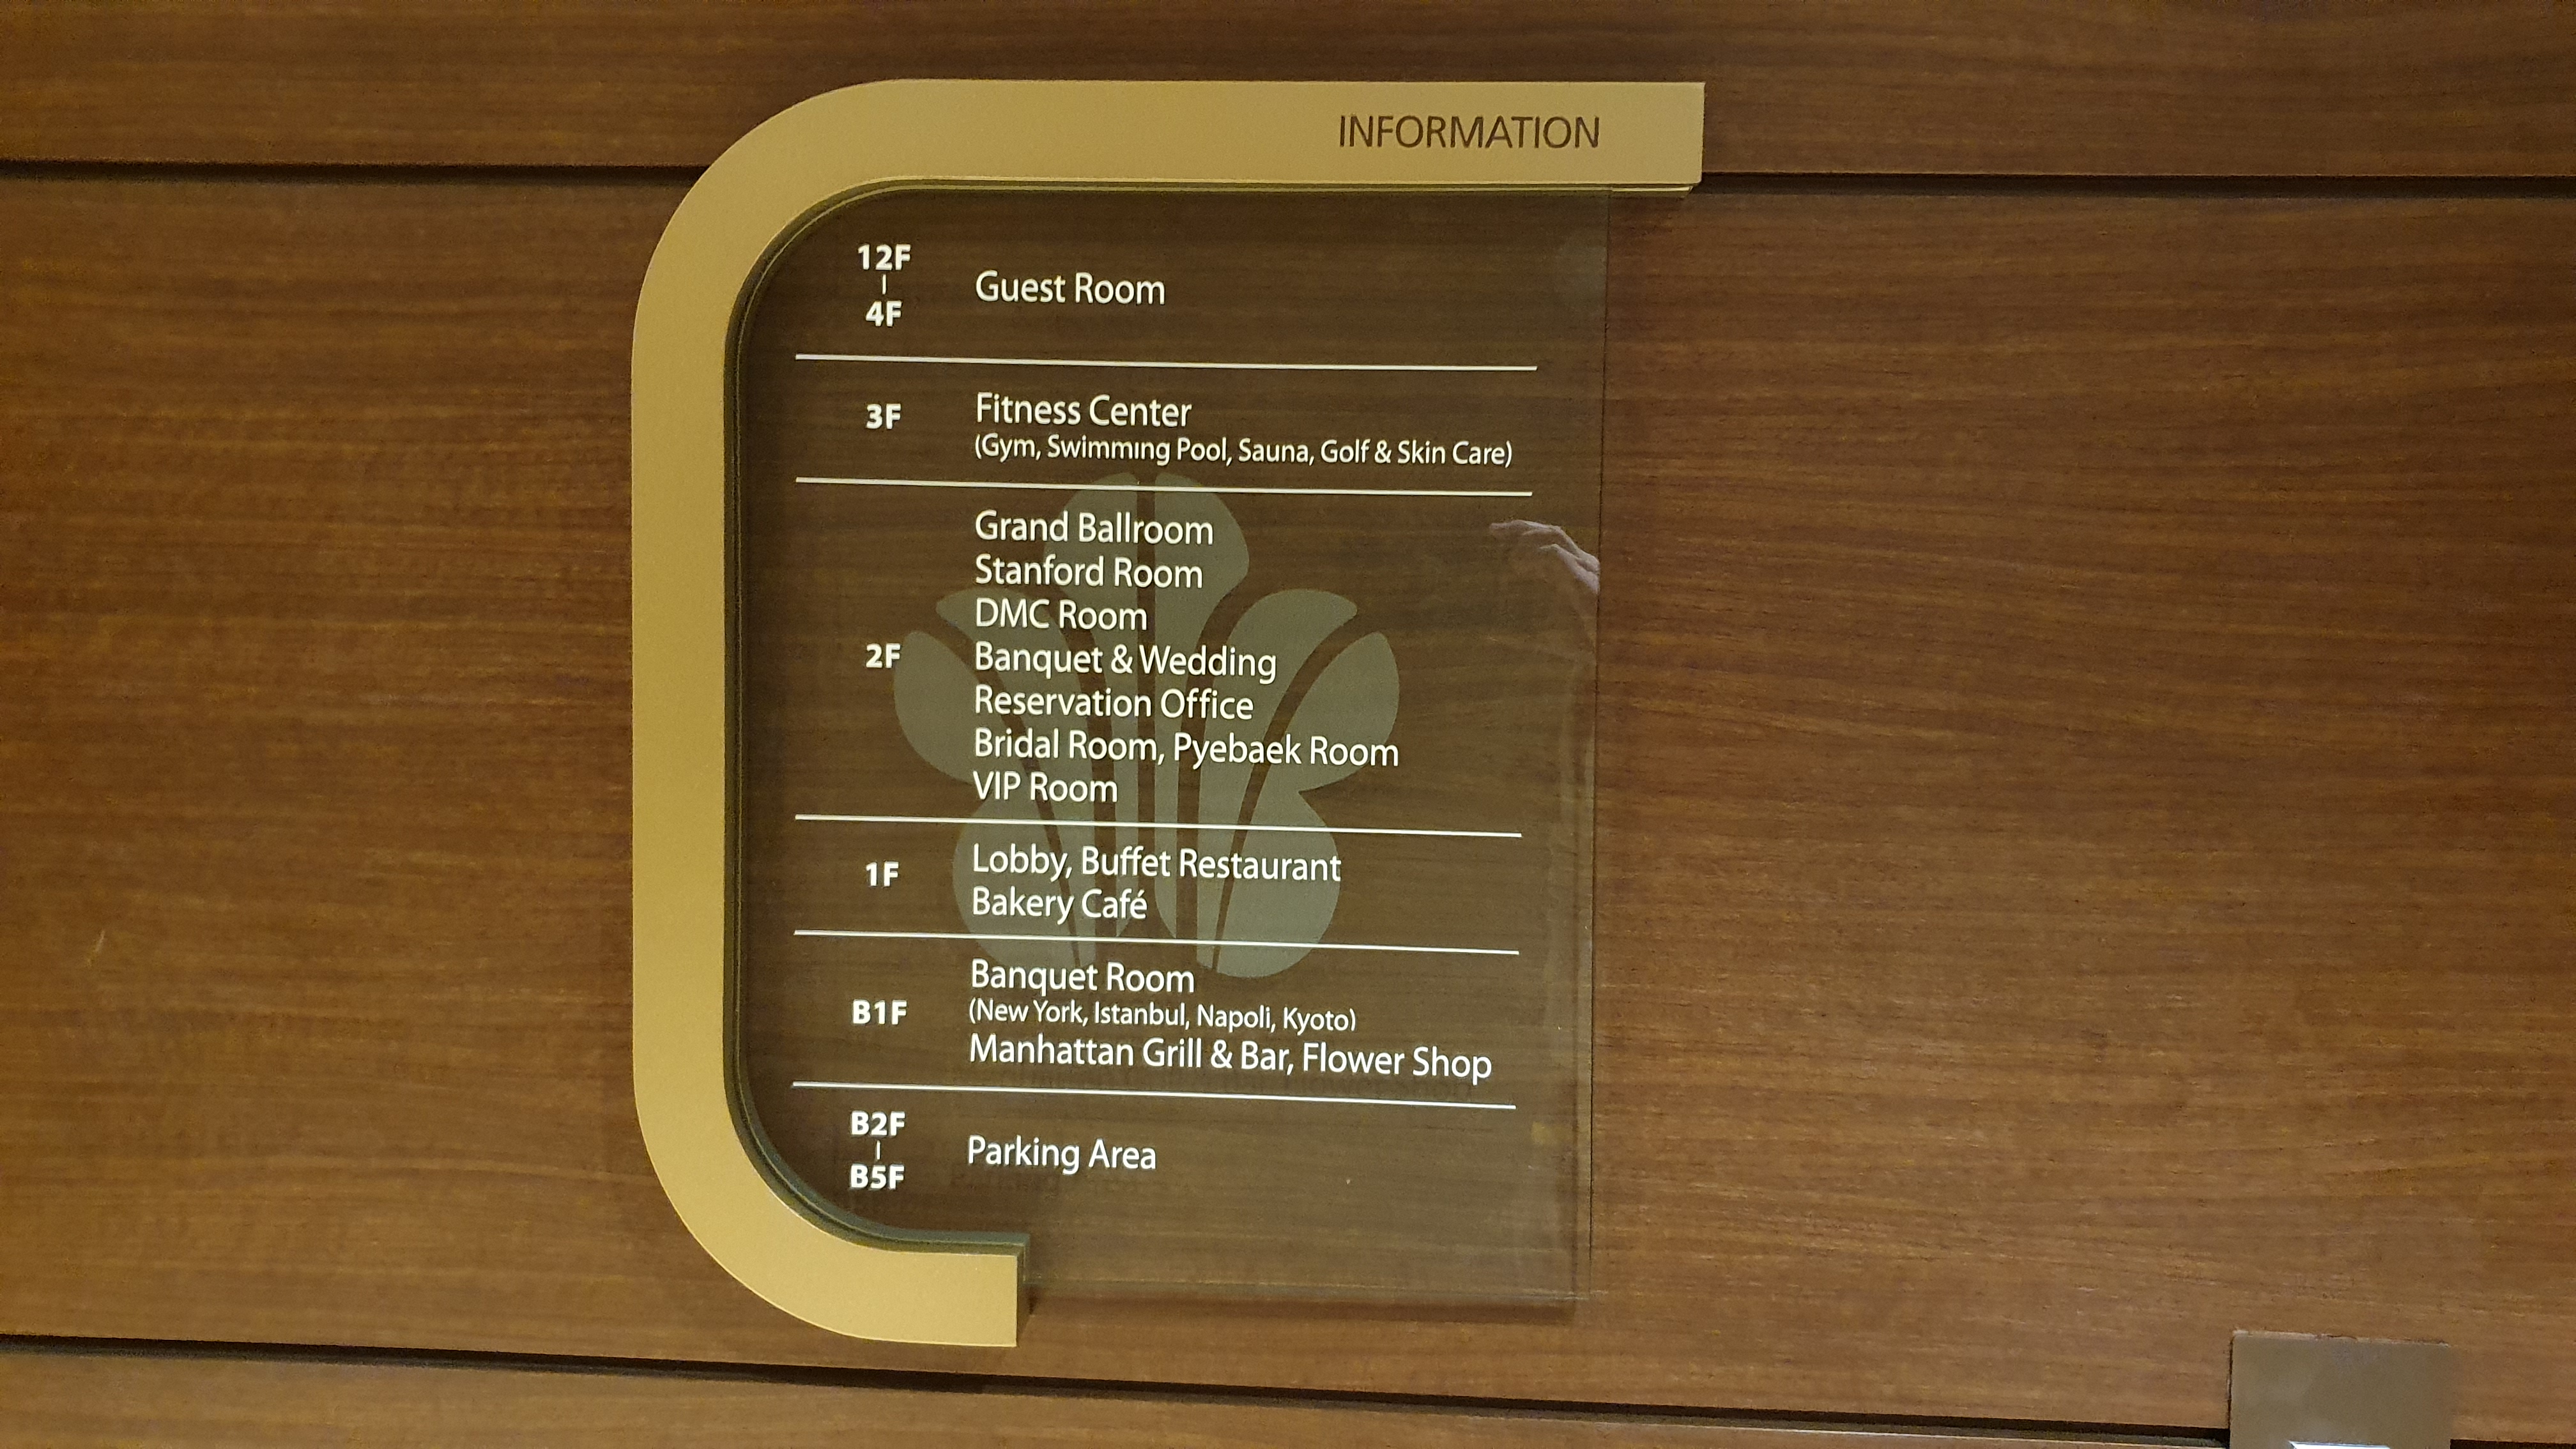 INFORMATION
12F
|
4F
Guest Room
3F
Fitness Center
(Gym, Swimming Pool, Sauna, Golf & Skin Care)
2F
Grand Ballroom
Stanford Room
DMC Room
Banquet & Wedding
Reservation Office
Bridal Room, Pyebaek Room
VIP Room
1F
Lobby, Buffet Restaurant
Bakery Café
B1F
Banquet Room
(New York, Istanbul, Napoli, Kyoto)
Manhattan Grill & Bar, Flower Shop
B2F
|
B5F
Parking Area